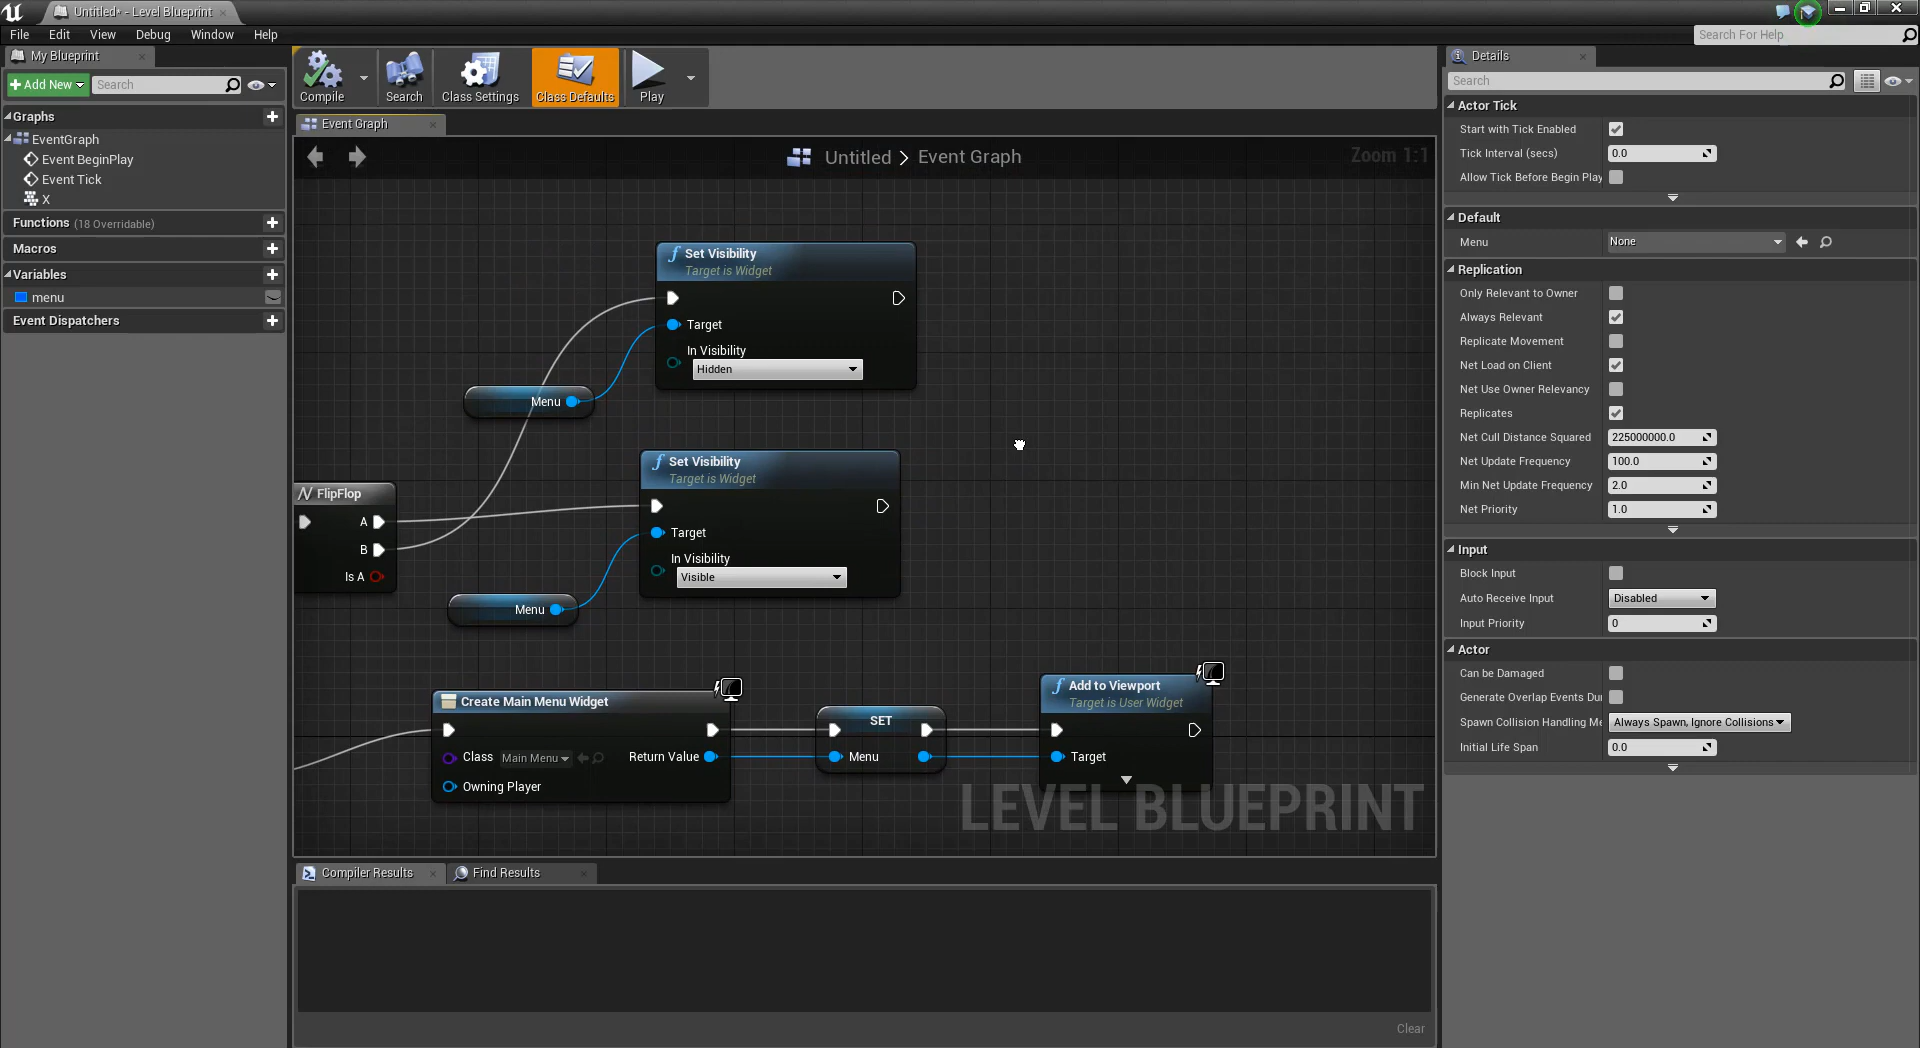 Untitled* - Level Blueprint
File Edit View Debug Window Help
Search For Help
My Blueprint
Add New
Search
Graphs
EventGraph
Event BeginPlay
Event Tick
X
Functions (18 Overridable)
Macros
Variables
menu
Event Dispatchers
Compile
Search
Class Settings
Class Defaults
Play
Event Graph
Untitled > Event Graph
Zoom 1:1
Set Visibility
Target is Widget
Target
In Visibility
Hidden
Menu
Set Visibility
Target is Widget
Target
In Visibility
Visible
Menu
FlipFlop
A
B
Is A
Create Main Menu Widget
Class Main Menu
Return Value
Owning Player
SET
Menu
Add to Viewport
Target is User Widget
Target
LEVEL BLUEPRINT
Compiler Results
Find Results
Clear
Details
Search
Actor Tick
Start with Tick Enabled
Tick Interval (secs) 0.0
Allow Tick Before Begin Play
Default
Menu None
Replication
Only Relevant to Owner
Always Relevant
Replicate Movement
Net Load on Client
Net Use Owner Relevancy
Replicates
Net Cull Distance Squared 225000000.0
Net Update Frequency 100.0
Min Net Update Frequency 2.0
Net Priority 1.0
Input
Block Input
Auto Receive Input Disabled
Input Priority 0
Actor
Can be Damaged
Generate Overlap Events Dur
Spawn Collision Handling Me Always Spawn, Ignore Collisions
Initial Life Span 0.0